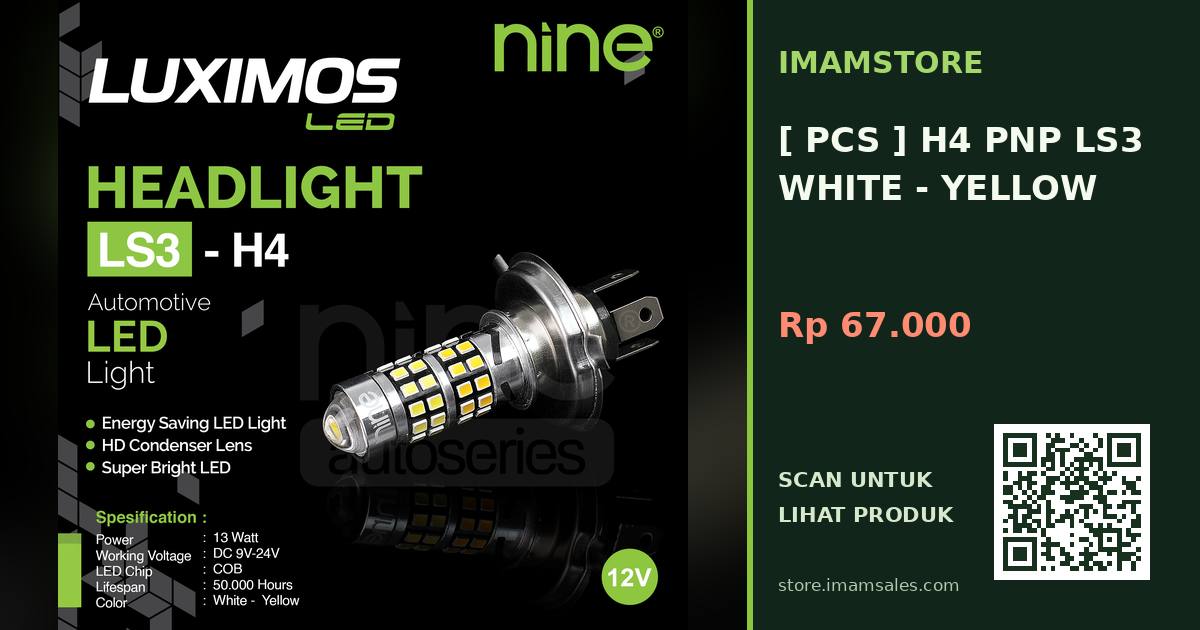 LUXIMOS
LED
nine®
HEADLIGHT
LS3 - H4
Automotive
LED
Light
Energy Saving LED Light
HD Condenser Lens
Super Bright LED
Spesification :
Power : 13 Watt
Working Voltage : DC 9V-24V
LED Chip : COB
Lifespan : 50.000 Hours
Color : White - Yellow
nine
autoseries
nine
12V
IMAMSTORE
[ PCS ] H4 PNP LS3
WHITE - YELLOW
Rp 67.000
SCAN UNTUK
LIHAT PRODUK
store.imamsales.com